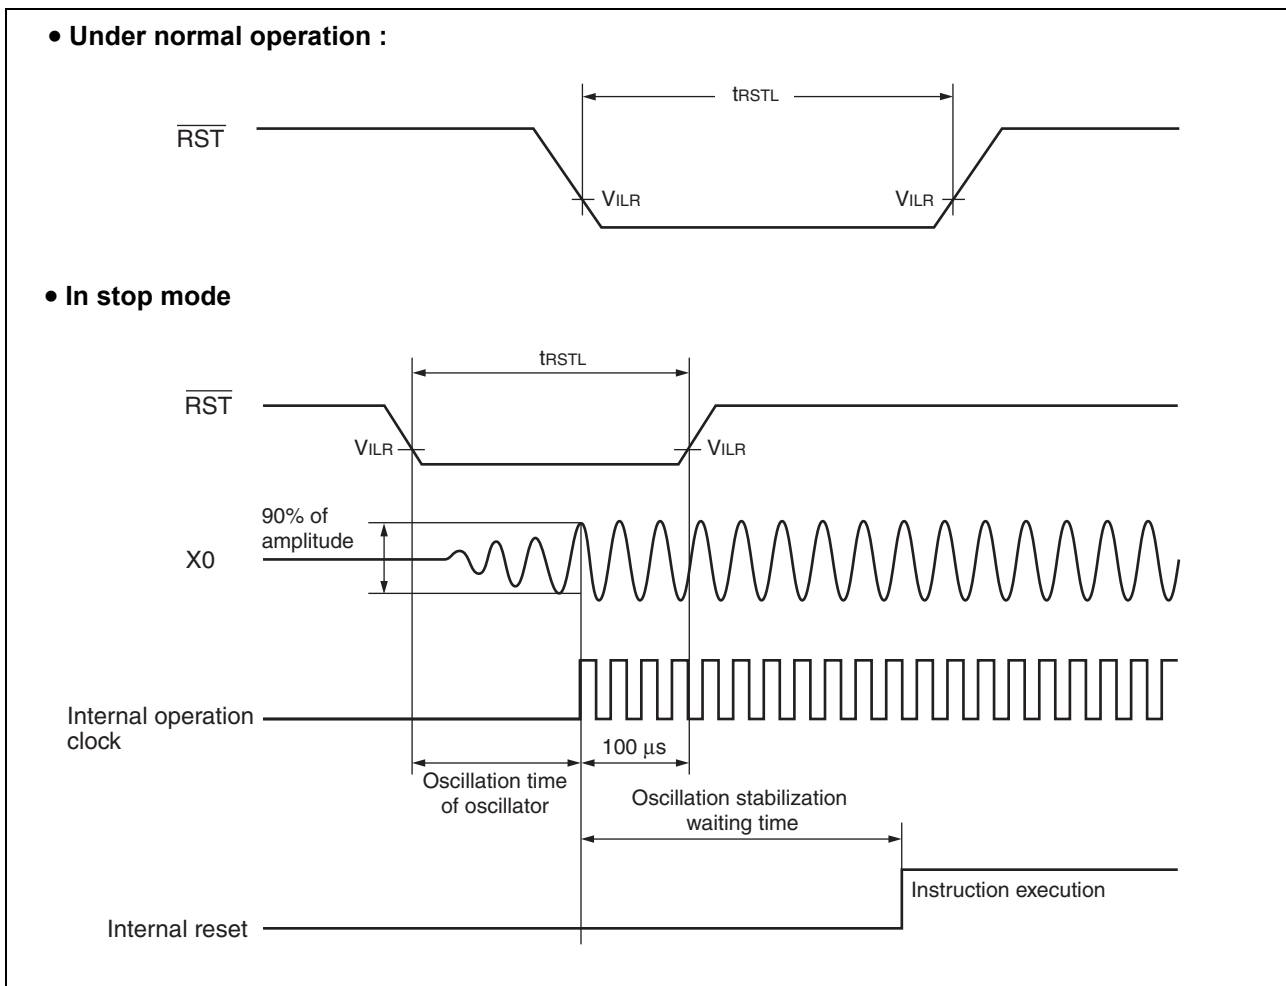 • Under normal operation :
tRSTL
RST
VILR
VILR
• In stop mode
tRSTL
RST
VILR
VILR
90% of
amplitude
X0
Internal operation
clock
100 μs
Oscillation time
of oscillator
Oscillation stabilization
waiting time
Instruction execution
Internal reset